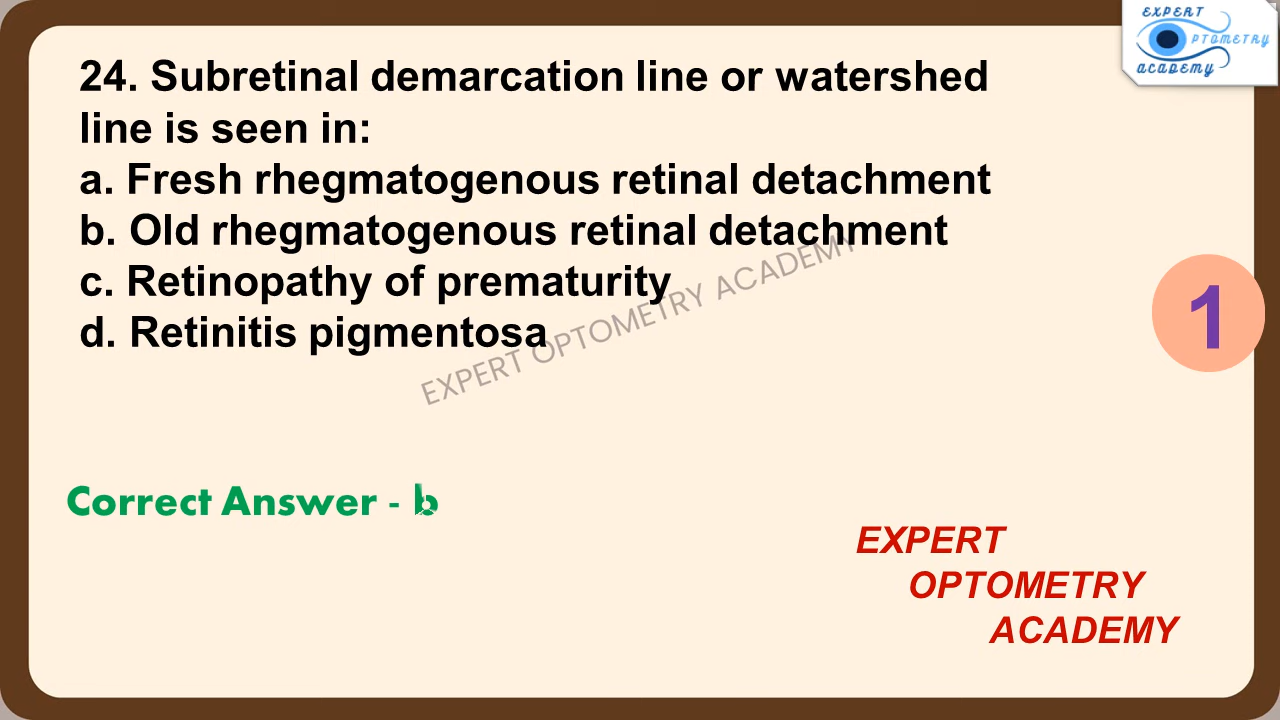 EXPERT
OPTOMETRY
ACADEMY
24. Subretinal demarcation line or watershed
line is seen in:
a. Fresh rhegmatogenous retinal detachment
b. Old rhegmatogenous retinal detachment
c. Retinopathy of prematurity
d. Retinitis pigmentosa
EXPERT OPTOMETRY ACADEMY
1
Correct Answer - b
EXPERT
OPTOMETRY
ACADEMY